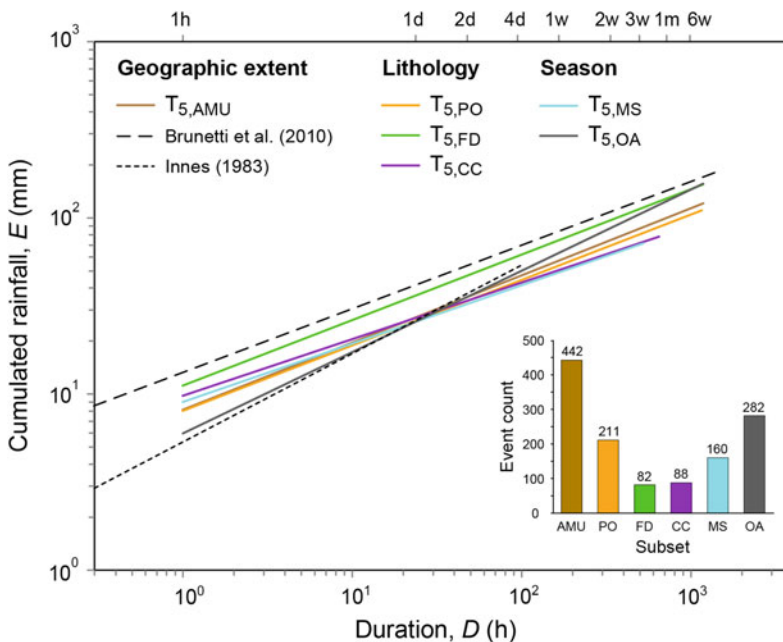 1h 1d 2d 4d 1w 2w 3w 1m 6w
10³
10²
10¹
10⁰
Cumulated rainfall, E (mm)
Geographic extent
T5,AMU
Brunetti et al. (2010)
Innes (1983)
Lithology
T5,PO
T5,FD
T5,CC
Season
T5,MS
T5,OA
500
400
300
200
100
0
Event count
442
211
82
88
160
282
AMU PO FD CC MS OA
Subset
10⁰ 10¹ 10² 10³
Duration, D (h)